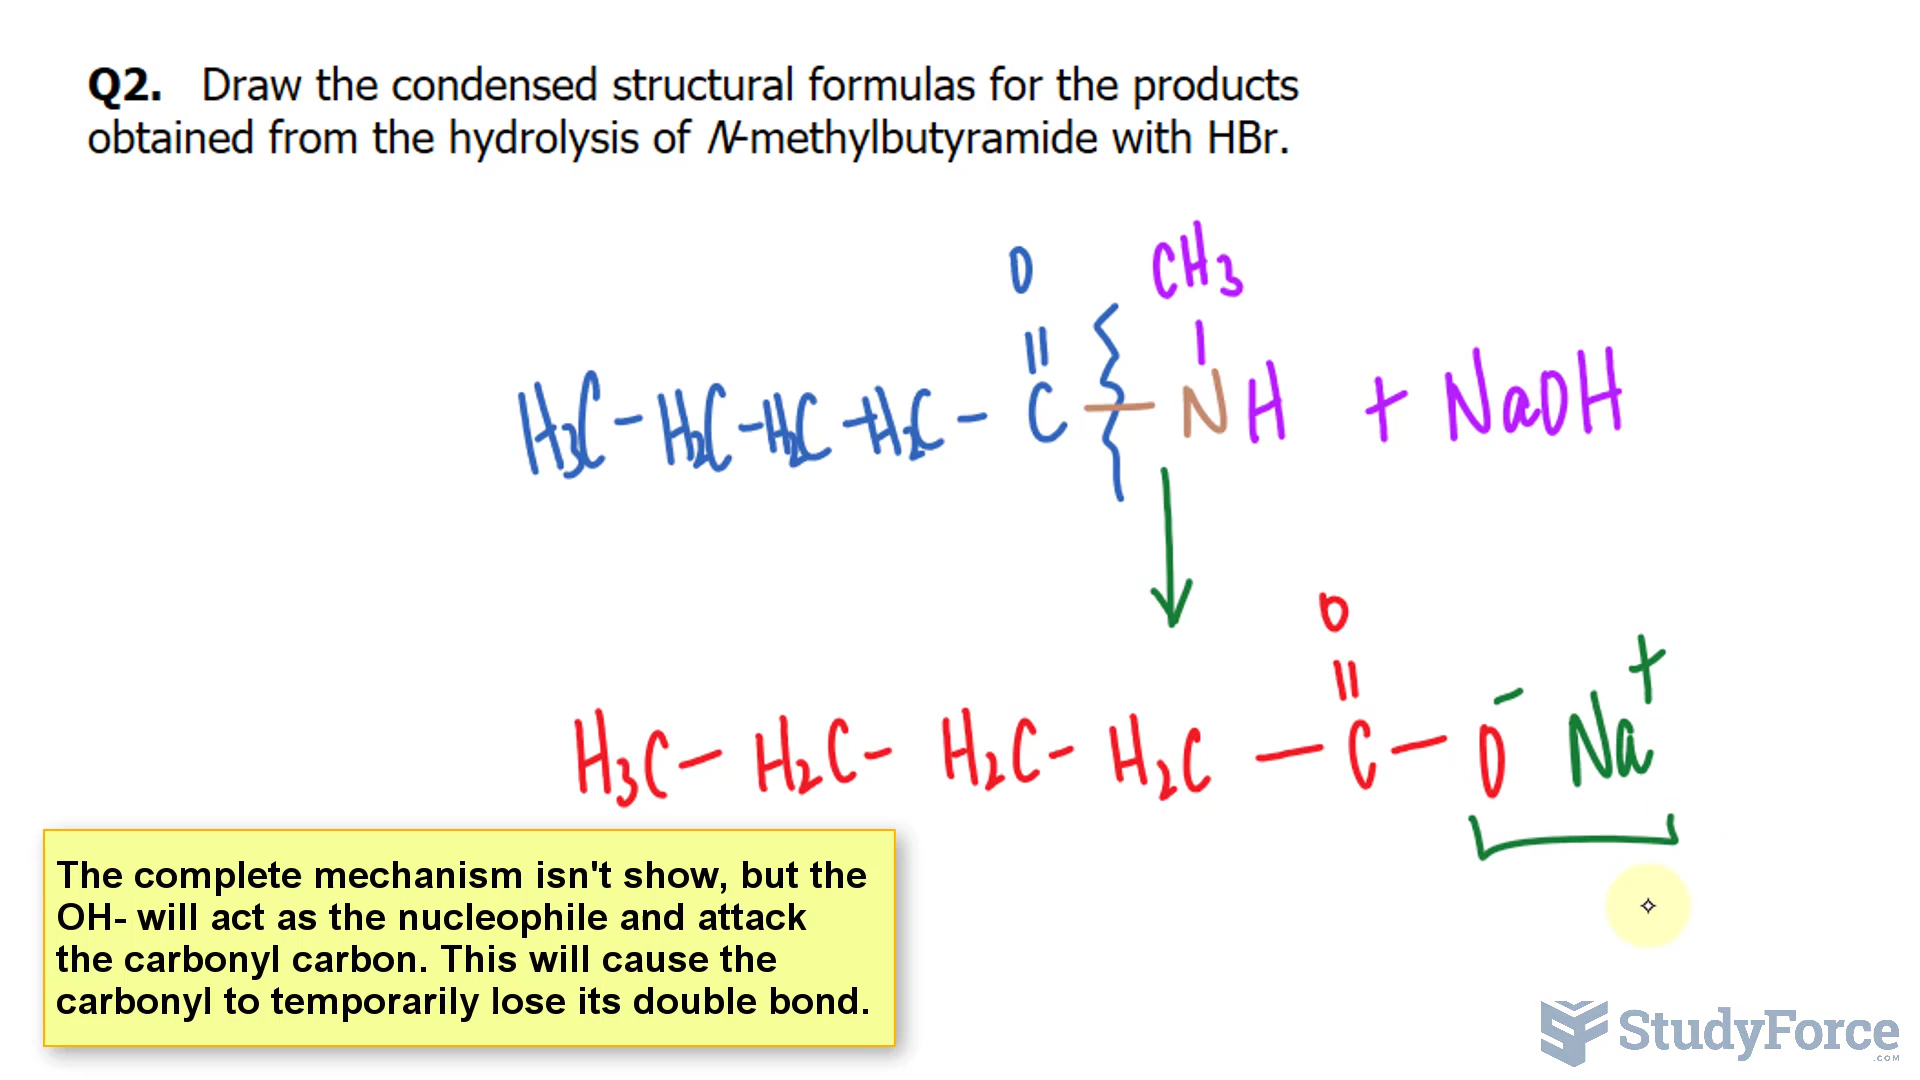 Q2. Draw the condensed structural formulas for the products
obtained from the hydrolysis of N-methylbutyramide with HBr.
O CH3
||
H3C - H2C - H2C - H2C - C - NH + NaOH
O
||
H3C - H2C - H2C - H2C - C - O⁻ Na⁺
The complete mechanism isn't show, but the
OH- will act as the nucleophile and attack
the carbonyl carbon. This will cause the
carbonyl to temporarily lose its double bond.
StudyForce
.COM